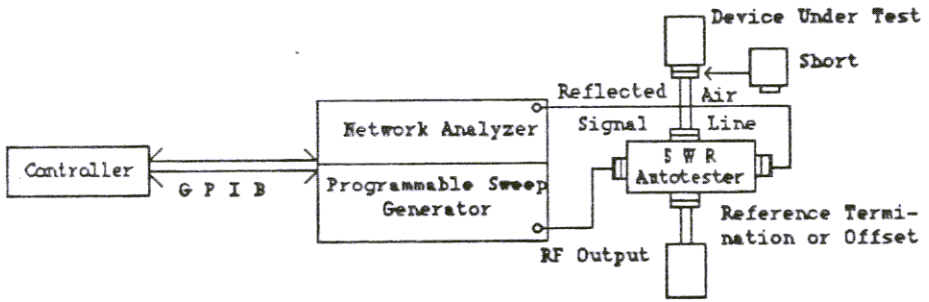 Device Under Test
Short
Reflected
Air
Signal
Line
Network Analyzer
Controller
G P I B
Programmable Sweep
Generator
S W R
Autotester
Reference Termi-
nation or Offset
RF Output